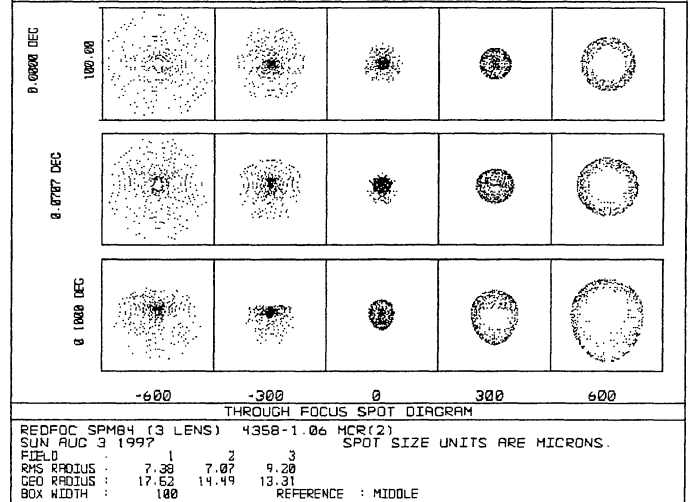 0.0000 DEG
100.00
0.0707 DEG
0.1000 DEG
-600 -300 0 300 600
THROUGH FOCUS SPOT DIAGRAM
REDFOC SPM84 (3 LENS) 4358-1.06 MCR(2)
SUN AUG 3 1997 SPOT SIZE UNITS ARE MICRONS.
FIELD : 1 2 3
RMS RADIUS : 7.38 7.07 9.20
GEO RADIUS : 17.62 14.49 13.31
BOX WIDTH : 100 REFERENCE : MIDDLE